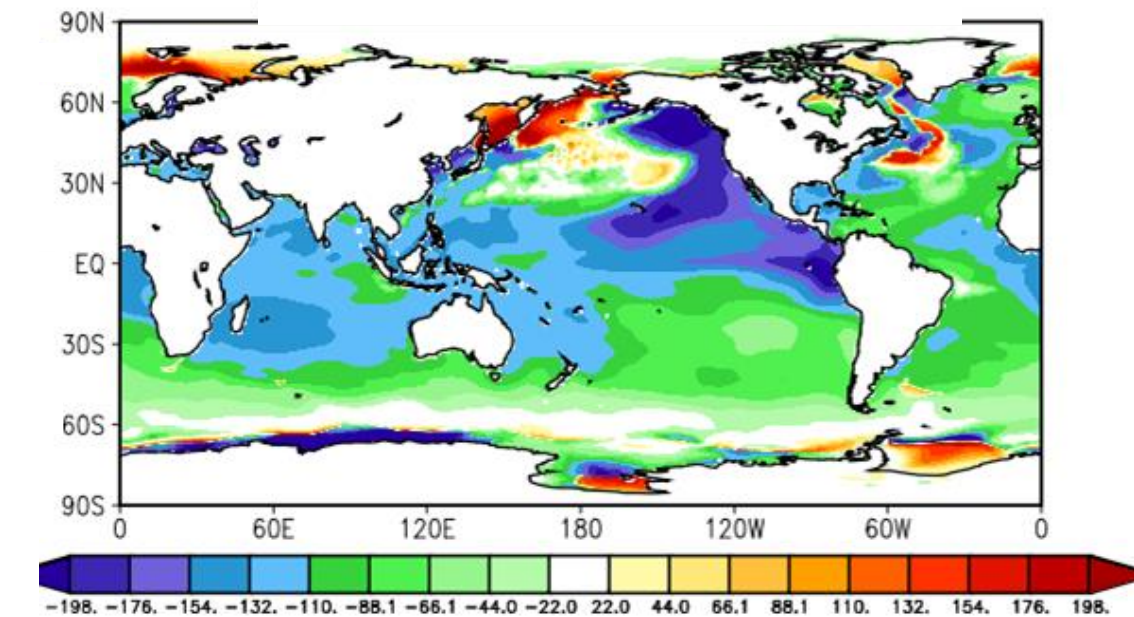 90N
60N
30N
EQ
30S
60S
90S
0 60E 120E 180 120W 60W 0
−198. −176. −154. −132. −110. −88.1 −66.1 −44.0 −22.0 22.0 44.0 66.1 88.1 110. 132. 154. 176. 198.